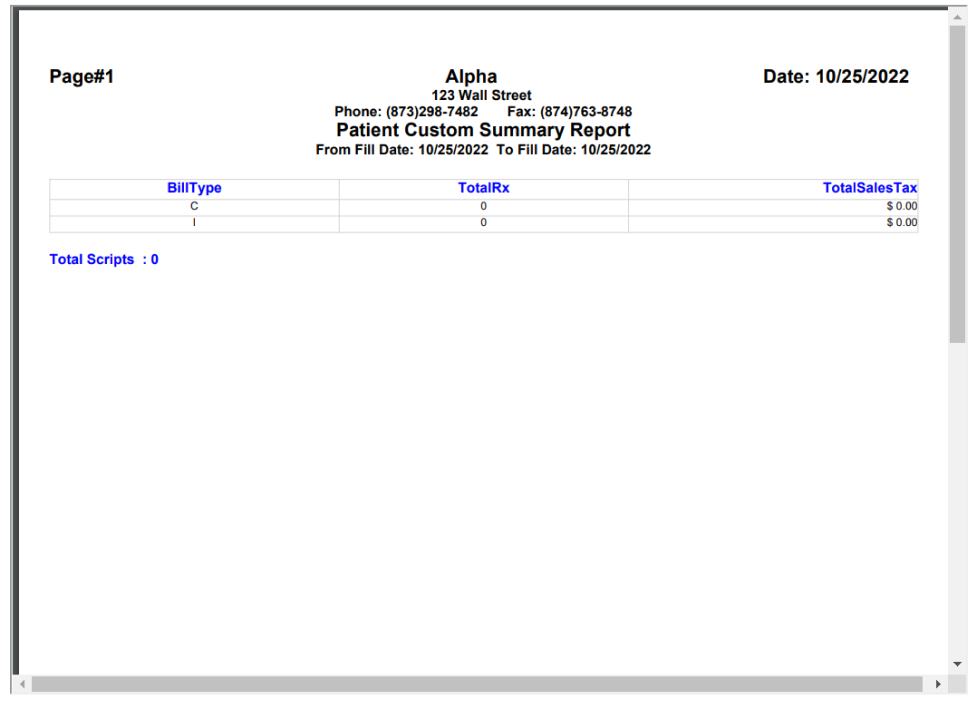 Page#1 Alpha Date: 10/25/2022
123 Wall Street
Phone: (873)298-7482 Fax: (874)763-8748
Patient Custom Summary Report
From Fill Date: 10/25/2022 To Fill Date: 10/25/2022
BillType TotalRx TotalSalesTax
C 0 $ 0.00
I 0 $ 0.00
Total Scripts : 0